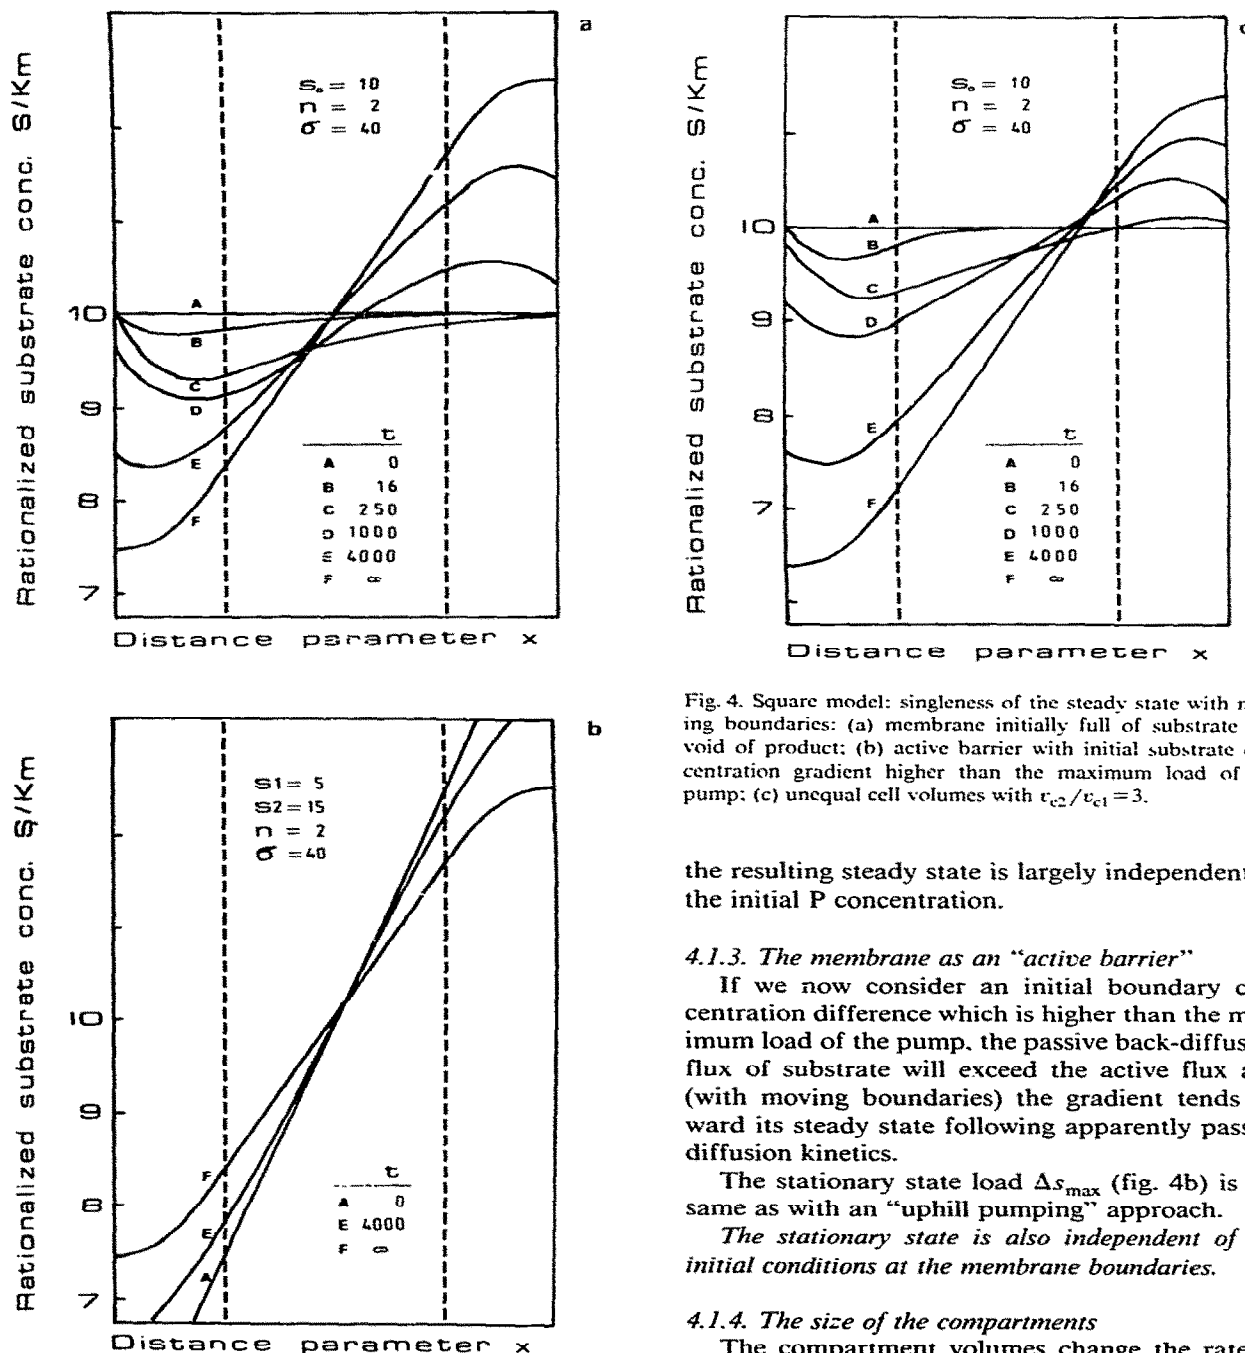 a
Rationalized substrate conc. S/Km
S₀ = 10
n = 2
σ = 40
10
9
8
7
A
B
C
D
E
F
t
A 0
B 16
C 250
D 1000
E 4000
F ∞
Distance parameter x
b
Rationalized substrate conc. S/Km
S1 = 5
S2 = 15
n = 2
σ = 40
10
9
8
7
F
E
A
t
A 0
E 4000
F ∞
Distance parameter x
Rationalized substrate conc. S/Km
S₀ = 10
n = 2
σ = 40
10
9
8
7
A
B
C
D
E
F
t
A 0
B 16
C 250
D 1000
E 4000
F ∞
Distance parameter x
Fig. 4. Square model: singleness of the steady state with
ing boundaries: (a) membrane initially full of substrate
void of product; (b) active barrier with initial substrate
centration gradient higher than the maximum load of
pump; (c) unequal cell volumes with v_c2/v_c1 = 3.
the resulting steady state is largely independent
the initial P concentration.
4.1.3. The membrane as an "active barrier"
If we now consider an initial boundary c
centration difference which is higher than the m
imum load of the pump, the passive back-diffus
flux of substrate will exceed the active flux a
(with moving boundaries) the gradient tends
ward its steady state following apparently pass
diffusion kinetics.
The stationary state load Δs_max (fig. 4b) is
same as with an "uphill pumping" approach.
The stationary state is also independent of
initial conditions at the membrane boundaries.
4.1.4. The size of the compartments
The compartment volumes change the rate